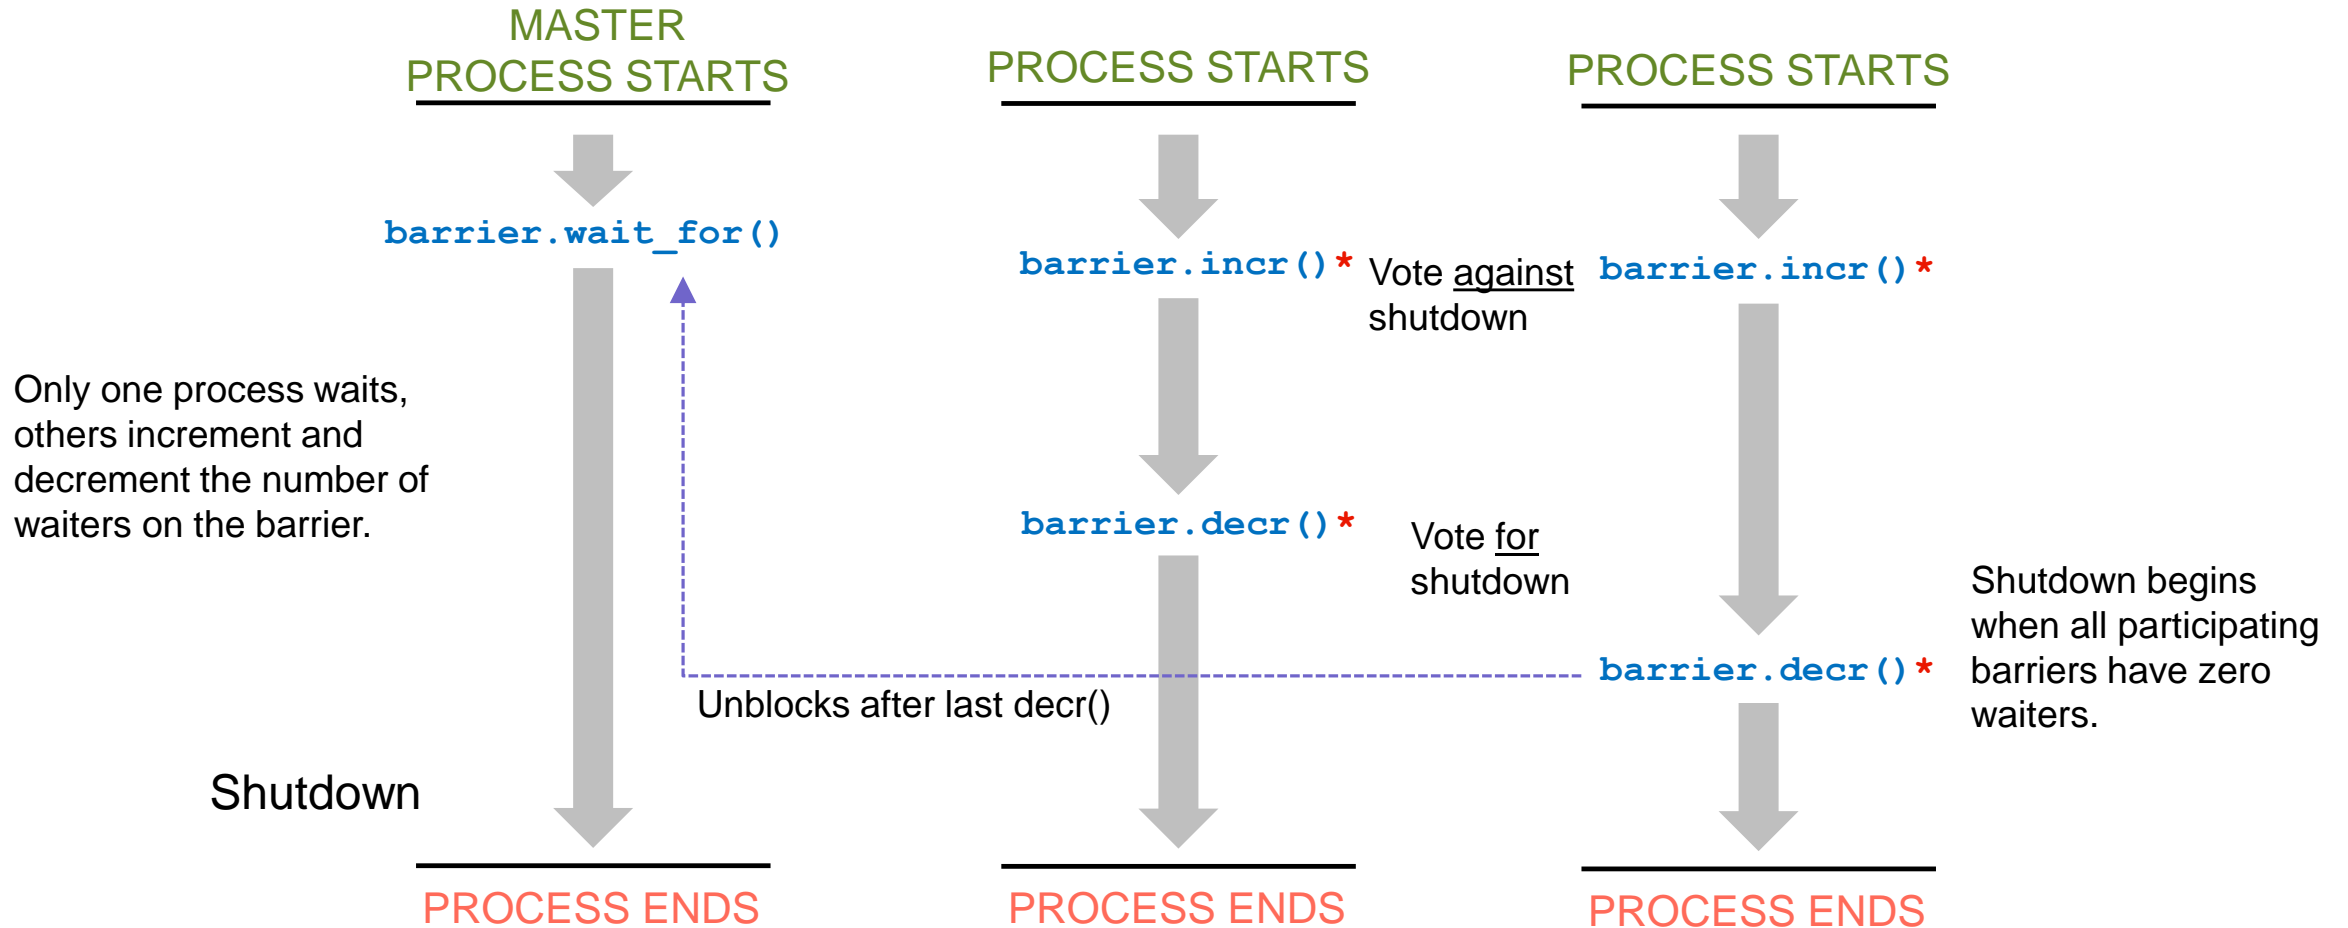 MASTER
PROCESS STARTS
PROCESS STARTS
PROCESS STARTS
barrier.wait_for()
barrier.incr()*
Vote against
shutdown
barrier.incr()*
Only one process waits,
others increment and
decrement the number of
waiters on the barrier.
barrier.decr()*
Vote for
shutdown
Shutdown begins
when all participating
barriers have zero
waiters.
barrier.decr()*
Unblocks after last decr()
Shutdown
PROCESS ENDS
PROCESS ENDS
PROCESS ENDS